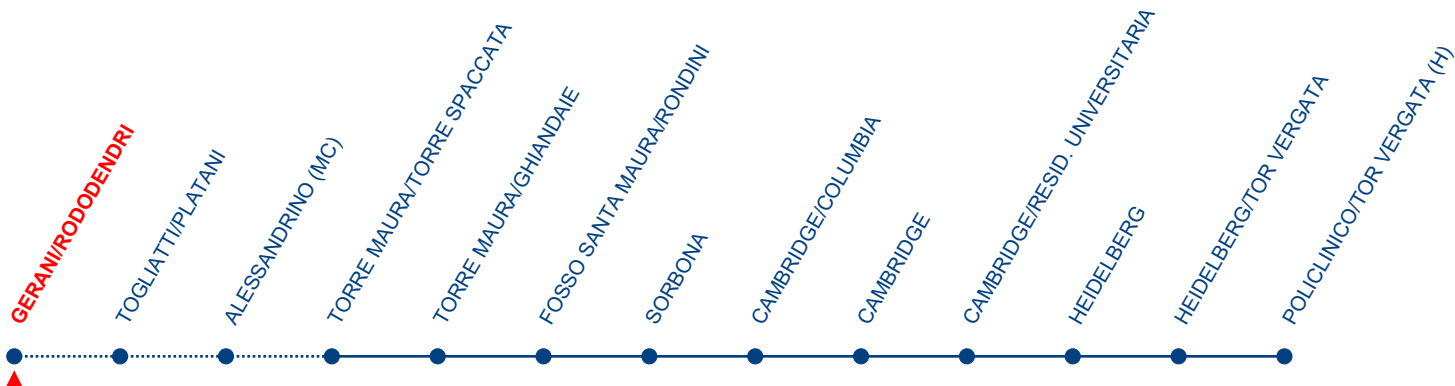 GERANI/RODODENDRI
TOGLIATTI/PLATANI
ALESSANDRINO (MC)
TORRE MAURA/TORRE SPACCATA
TORRE MAURA/GHIANDAIE
FOSSO SANTA MAURA/RONDINI
SORBONA
CAMBRIDGE/COLUMBIA
CAMBRIDGE
CAMBRIDGE/RESID. UNIVERSITARIA
HEIDELBERG
HEIDELBERG/TOR VERGATA
POLICLINICO/TOR VERGATA (H)